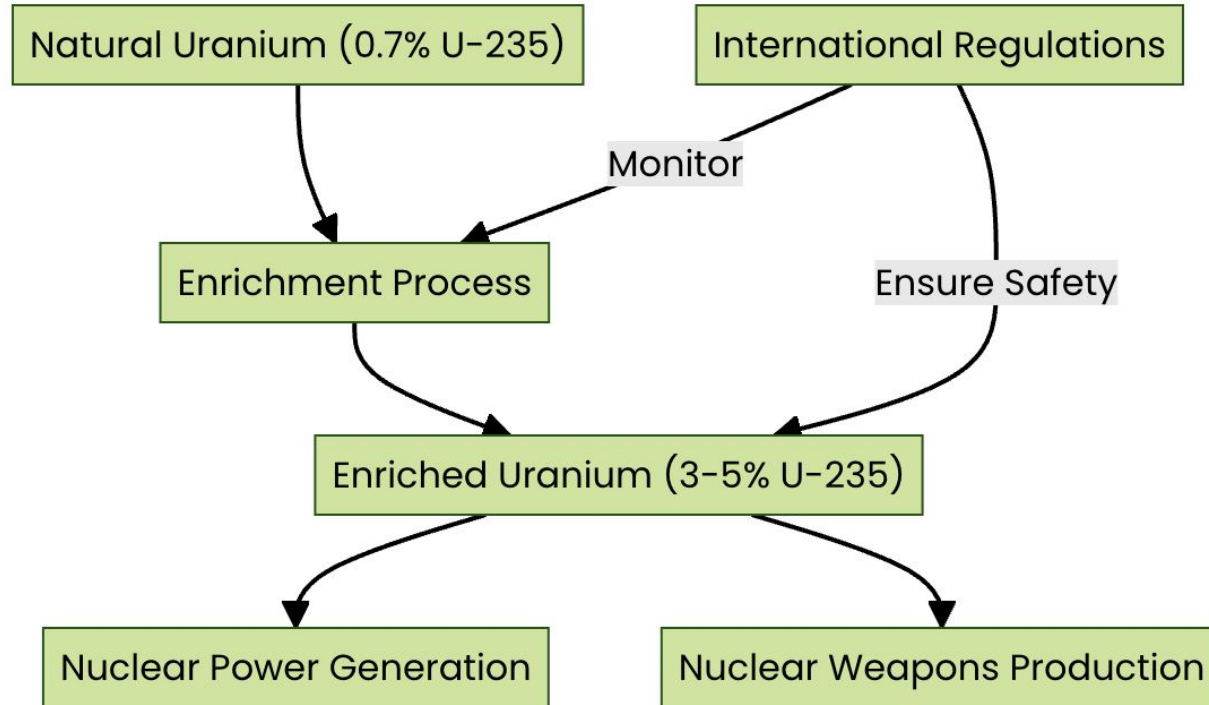 Natural Uranium (0.7% U-235)
International Regulations
Monitor
Enrichment Process
Ensure Safety
Enriched Uranium (3-5% U-235)
Nuclear Power Generation
Nuclear Weapons Production